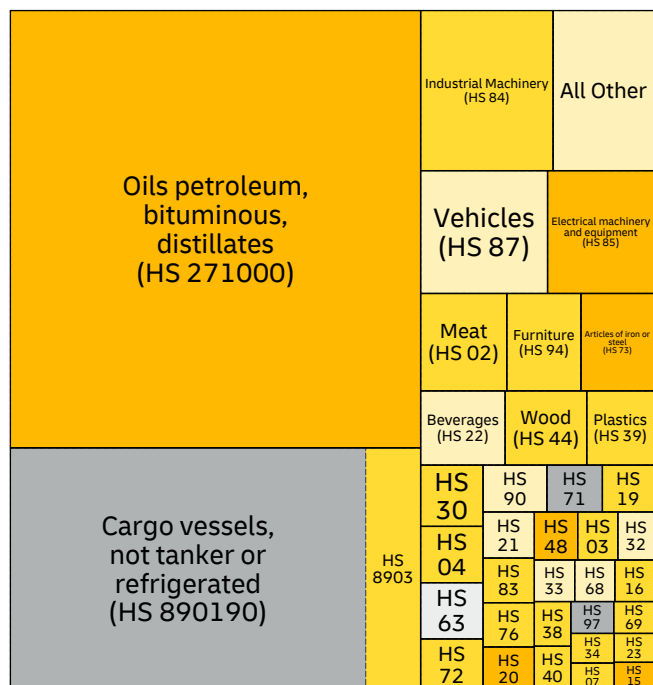 Oils petroleum,
bituminous,
distillates
(HS 271000)
Cargo vessels,
not tanker or
refrigerated
(HS 890190)
HS
8903
Industrial Machinery
(HS 84)
All Other
Vehicles
(HS 87)
Electrical machinery
and equipment
(HS 85)
Meat
(HS 02)
Furniture
(HS 94)
Articles of iron or
steel
(HS 73)
Beverages
(HS 22)
Wood
(HS 44)
Plastics
(HS 39)
HS
30
HS
90
HS
71
HS
19
HS
04
HS
21
HS
48
HS
03
HS
32
HS
63
HS
83
HS
33
HS
68
HS
16
HS
72
HS
76
HS
38
HS
97
HS
69
HS
20
HS
40
HS
34
HS
23
HS
07
HS
15